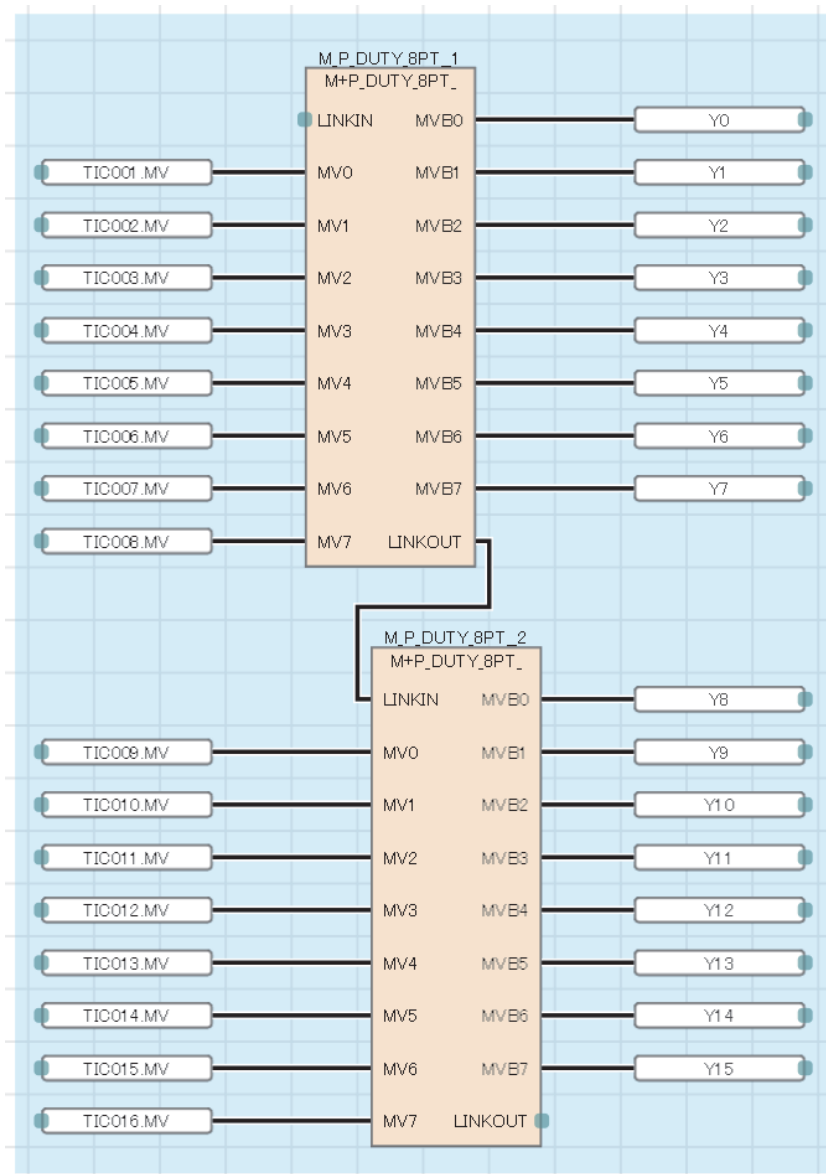 M_P_DUTY_8PT_1
M+P_DUTY_8PT_
LINKIN MVB0 Y0
TIC001.MV MV0 MVB1 Y1
TIC002.MV MV1 MVB2 Y2
TIC003.MV MV2 MVB3 Y3
TIC004.MV MV3 MVB4 Y4
TIC005.MV MV4 MVB5 Y5
TIC006.MV MV5 MVB6 Y6
TIC007.MV MV6 MVB7 Y7
TIC008.MV MV7 LINKOUT
M_P_DUTY_8PT_2
M+P_DUTY_8PT_
LINKIN MVB0 Y8
TIC009.MV MV0 MVB1 Y9
TIC010.MV MV1 MVB2 Y10
TIC011.MV MV2 MVB3 Y11
TIC012.MV MV3 MVB4 Y12
TIC013.MV MV4 MVB5 Y13
TIC014.MV MV5 MVB6 Y14
TIC015.MV MV6 MVB7 Y15
TIC016.MV MV7 LINKOUT